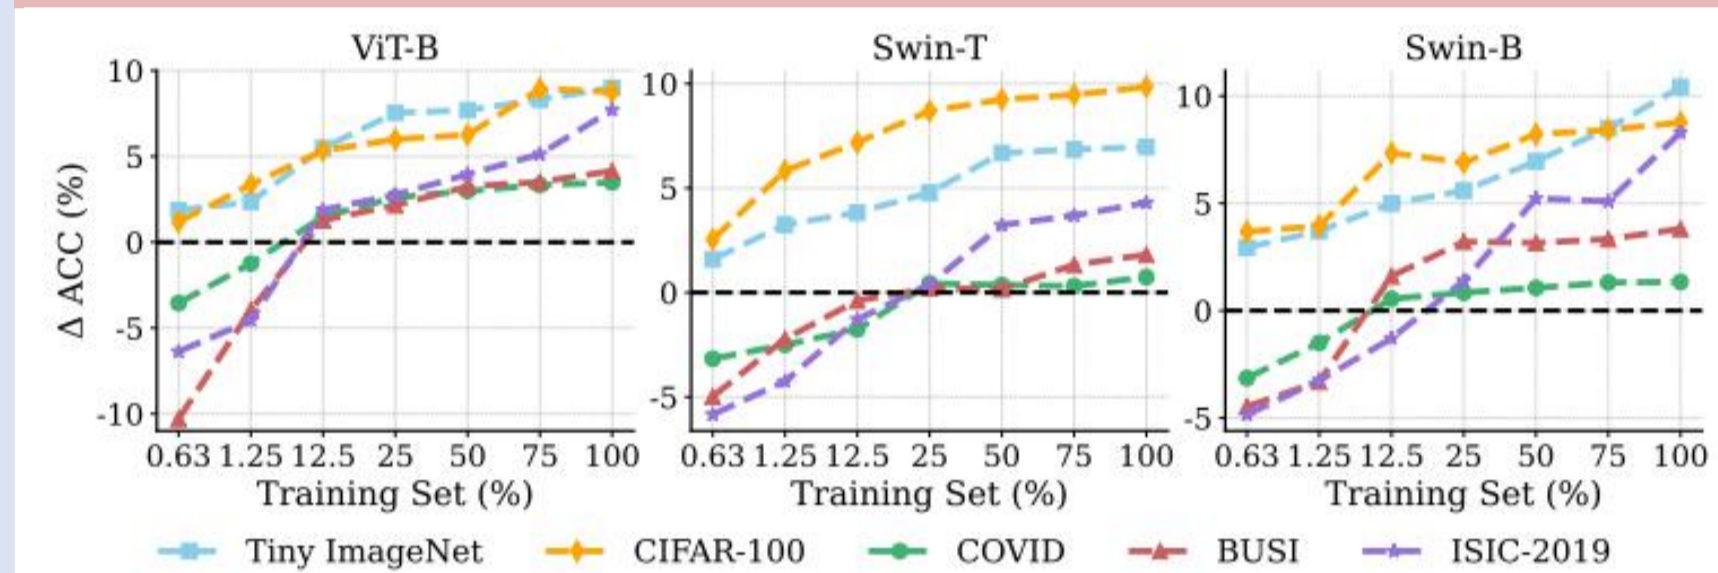 ViT-B
Swin-T
Swin-B
Δ ACC (%)
10
5
0
-5
-10
0.63 1.25 12.5 25 50 75 100
Training Set (%)
10
5
0
-5
0.63 1.25 12.5 25 50 75 100
Training Set (%)
10
5
0
-5
0.63 1.25 12.5 25 50 75 100
Training Set (%)
Tiny ImageNet CIFAR-100 COVID BUSI ISIC-2019